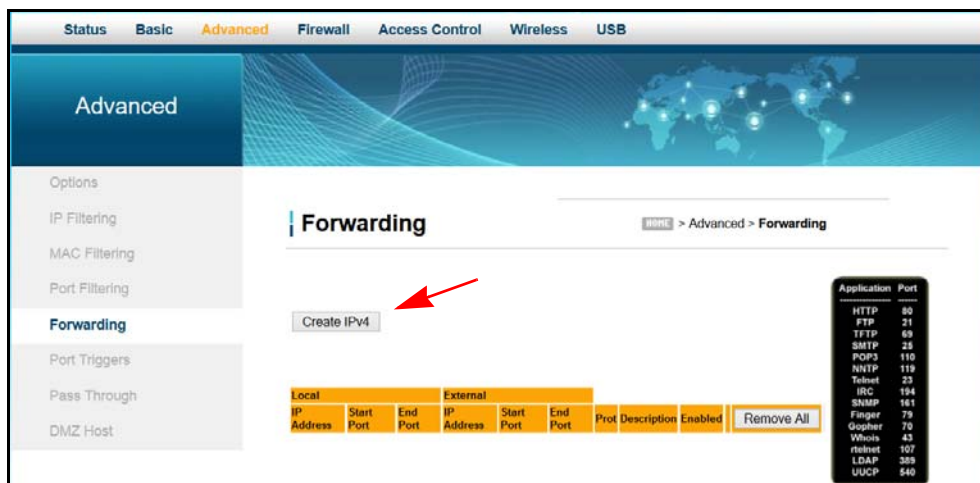 Status Basic Advanced Firewall Access Control Wireless USB
Advanced
Options
IP Filtering
MAC Filtering
Port Filtering
Forwarding
Port Triggers
Pass Through
DMZ Host
Forwarding
HOME > Advanced > Forwarding
Create IPv4
Local External
IP Address Start Port End Port IP Address Start Port End Port Prot Description Enabled Remove All
Application Port
HTTP 80
FTP 21
TFTP 69
SMTP 25
POP3 110
NNTP 119
Telnet 23
IRC 194
SNMP 161
Finger 79
Gopher 70
Whois 43
rtelnet 107
LDAP 389
UUCP 540